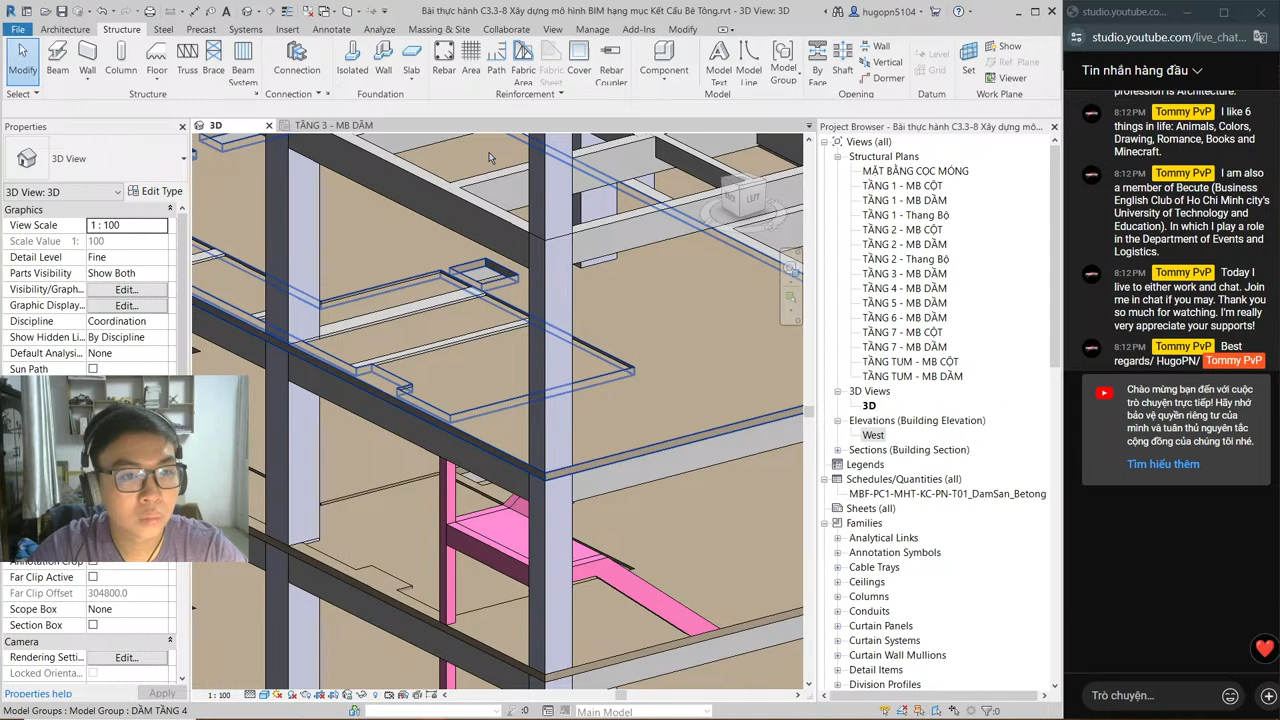 Bài thực hành C3.3-8 Xây dựng mô hình BIM hạng mục Kết Cấu Bê Tông.rvt - 3D View: 3D
hugopn5104
File Architecture Structure Steel Precast Systems Insert Annotate Analyze Massing & Site Collaborate View Manage Add-Ins Modify
Modify Beam Wall Column Floor Truss Brace Beam System Connection Isolated Wall Slab Rebar Area Path Fabric Area Fabric Sheet Cover Rebar Coupler Component Model Text Model Line Model Group By Face Shaft Wall Vertical Dormer Level Grid Set Show Ref Plane Viewer
Select Structure Connection Foundation Reinforcement Model Opening Datum Work Plane
Properties
3D View
3D View: 3D
Edit Type
Graphics
View Scale 1 : 100
Scale Value 1: 100
Detail Level Fine
Parts Visibility Show Both
Visibility/Graph... Edit...
Graphic Display... Edit...
Discipline Coordination
Show Hidden Li... By Discipline
Default Analysi... None
Sun Path
Far Clip Active
Far Clip Offset 304800.0
Scope Box None
Section Box
Camera
Rendering Setti... Edit...
Locked Orienta...
Properties help Apply
3D
TẦNG 3 - MB DẦM
LEFT
1 : 100
Model Groups : Model Group : DẦM TẦNG 4
:0
Main Model
:0
Project Browser - Bài thực hành C3.3-8 Xây dựng mô...
Views (all)
Structural Plans
MẶT BẰNG CỌC MÓNG
TẦNG 1 - MB CỘT
TẦNG 1 - MB DẦM
TẦNG 1 - Thang Bộ
TẦNG 2 - MB CỘT
TẦNG 2 - MB DẦM
TẦNG 2 - Thang Bộ
TẦNG 3 - MB DẦM
TẦNG 4 - MB DẦM
TẦNG 5 - MB DẦM
TẦNG 6 - MB DẦM
TẦNG 7 - MB CỘT
TẦNG 7 - MB DẦM
TẦNG TUM - MB CỘT
TẦNG TUM - MB DẦM
3D Views
3D
Elevations (Building Elevation)
West
Sections (Building Section)
Legends
Schedules/Quantities (all)
MBF-PC1-MHT-KC-PN-T01_DamSan_Betong
Sheets (all)
Families
Analytical Links
Annotation Symbols
Cable Trays
Ceilings
Columns
Conduits
Curtain Panels
Curtain Systems
Curtain Wall Mullions
Detail Items
Division Profiles
studio.youtube.co...
studio.youtube.com/live_chat...
Tin nhắn hàng đầu
profession is Architecture.
8:12 PM Tommy PvP I like 6
things in life: Animals, Colors,
Drawing, Romance, Books and
Minecraft.
8:12 PM Tommy PvP I am also
a member of Becute (Business
English Club of Ho Chi Minh city's
University of Technology and
Education). In which I play a role
in the Department of Events and
Logistics.
8:12 PM Tommy PvP Today I
live to either work and chat. Join
me in chat if you may. Thank you
so much for watching. I'm really
very appreciate your supports!
8:12 PM Tommy PvP Best
regards/ HugoPN/ Tommy PvP
Chào mừng bạn đến với cuộc
trò chuyện trực tiếp! Hãy nhớ
bảo vệ quyền riêng tư của
mình và tuân thủ nguyên tắc
cộng đồng của chúng tôi nhé.
Tìm hiểu thêm
Trò chuyện...